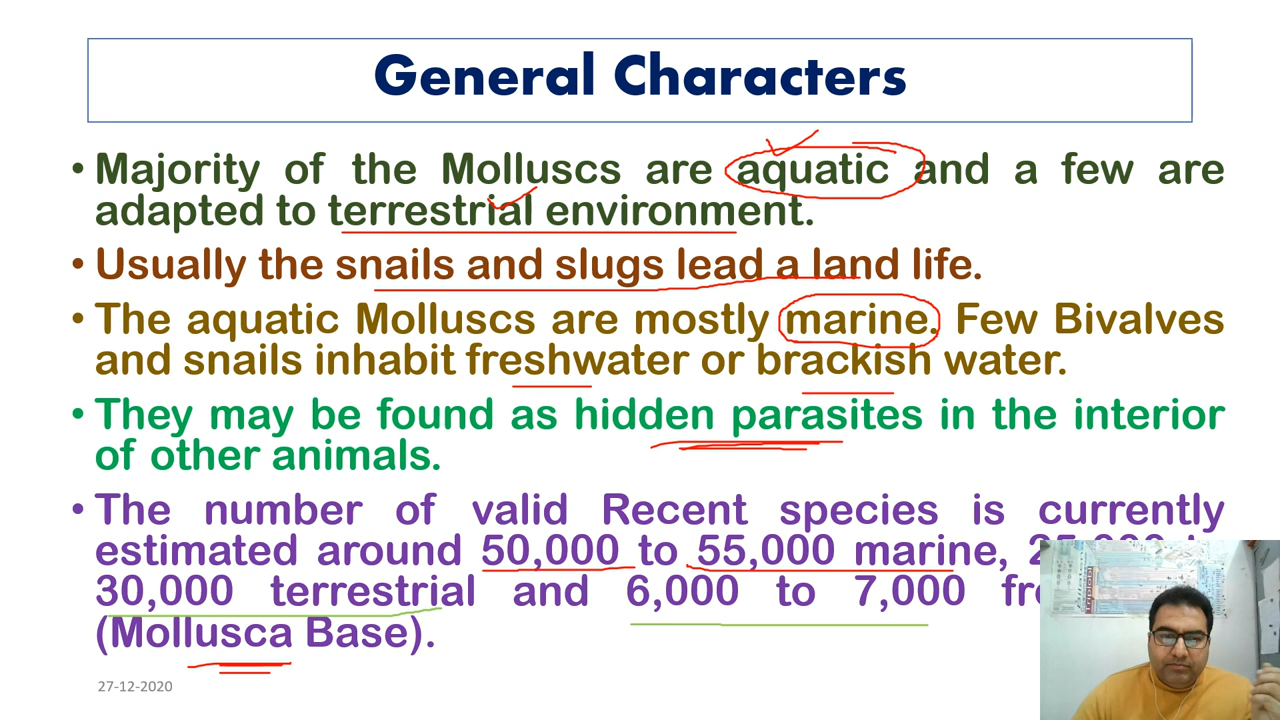 General Characters
• Majority of the Molluscs are aquatic and a few are
adapted to terrestrial environment.
• Usually the snails and slugs lead a land life.
• The aquatic Molluscs are mostly marine. Few Bivalves
and snails inhabit freshwater or brackish water.
• They may be found as hidden parasites in the interior
of other animals.
• The number of valid Recent species is currently
estimated around 50,000 to 55,000 marine,
30,000 terrestrial and 6,000 to 7,000
(Mollusca Base).
27-12-2020